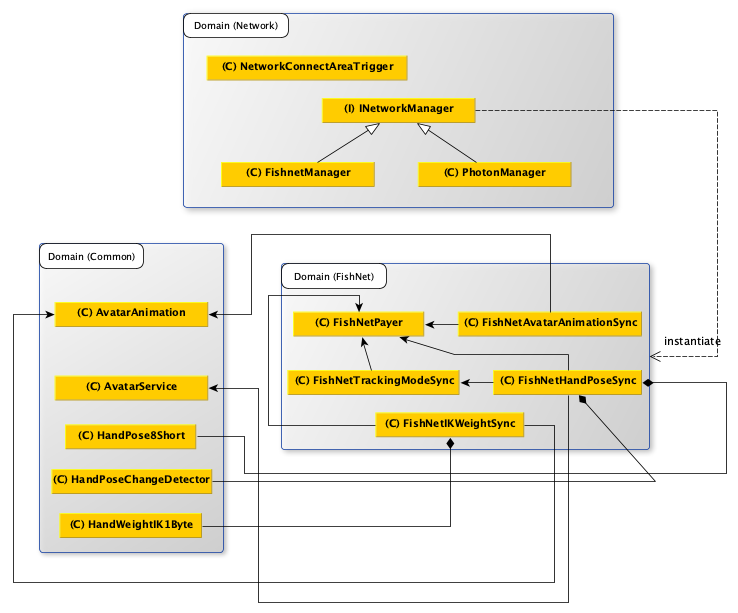 Domain (Network)
(C) NetworkConnectAreaTrigger
(I) INetworkManager
(C) FishnetManager
(C) PhotonManager
Domain (Common)
(C) AvatarAnimation
(C) AvatarService
(C) HandPose8Short
(C) HandPoseChangeDetector
(C) HandWeightIK1Byte
Domain (FishNet)
(C) FishNetPayer
(C) FishNetAvatarAnimationSync
(C) FishNetTrackingModeSync
(C) FishNetHandPoseSync
(C) FishNetIKWeightSync
instantiate